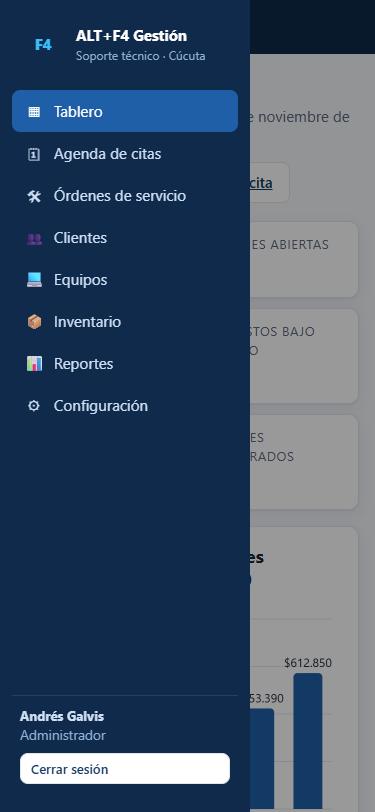 F4
ALT+F4 Gestión
Soporte técnico · Cúcuta
Tablero
Agenda de citas
Órdenes de servicio
Clientes
Equipos
Inventario
Reportes
Configuración
Andrés Galvis
Administrador
Cerrar sesión
noviembre de
cita
ES ABIERTAS
STOS BAJO
O
ES
RADOS
es
$612.850
53.390